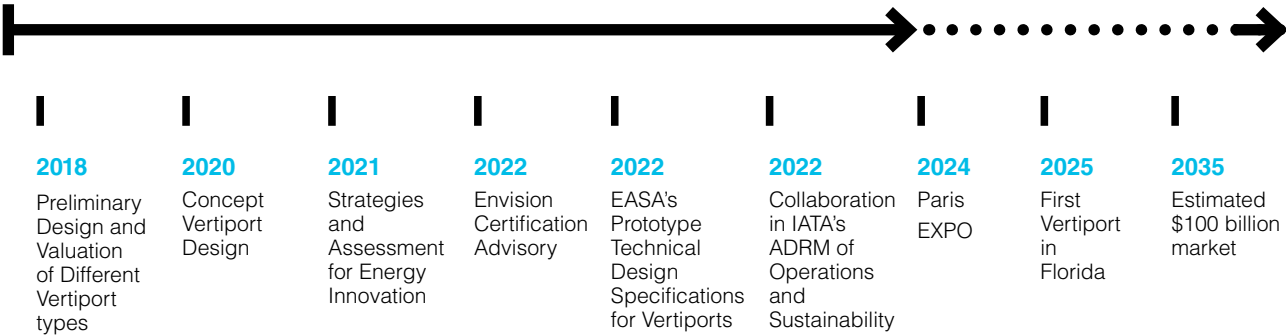 2018
Preliminary
Design and
Valuation
of Different
Vertiport
types
2020
Concept
Vertiport
Design
2021
Strategies
and
Assessment
for Energy
Innovation
2022
Envision
Certification
Advisory
2022
EASA's
Prototype
Technical
Design
Specifications
for Vertiports
2022
Collaboration
in IATA's
ADRM of
Operations
and
Sustainability
2024
Paris
EXPO
2025
First
Vertiport
in
Florida
2035
Estimated
$100 billion
market